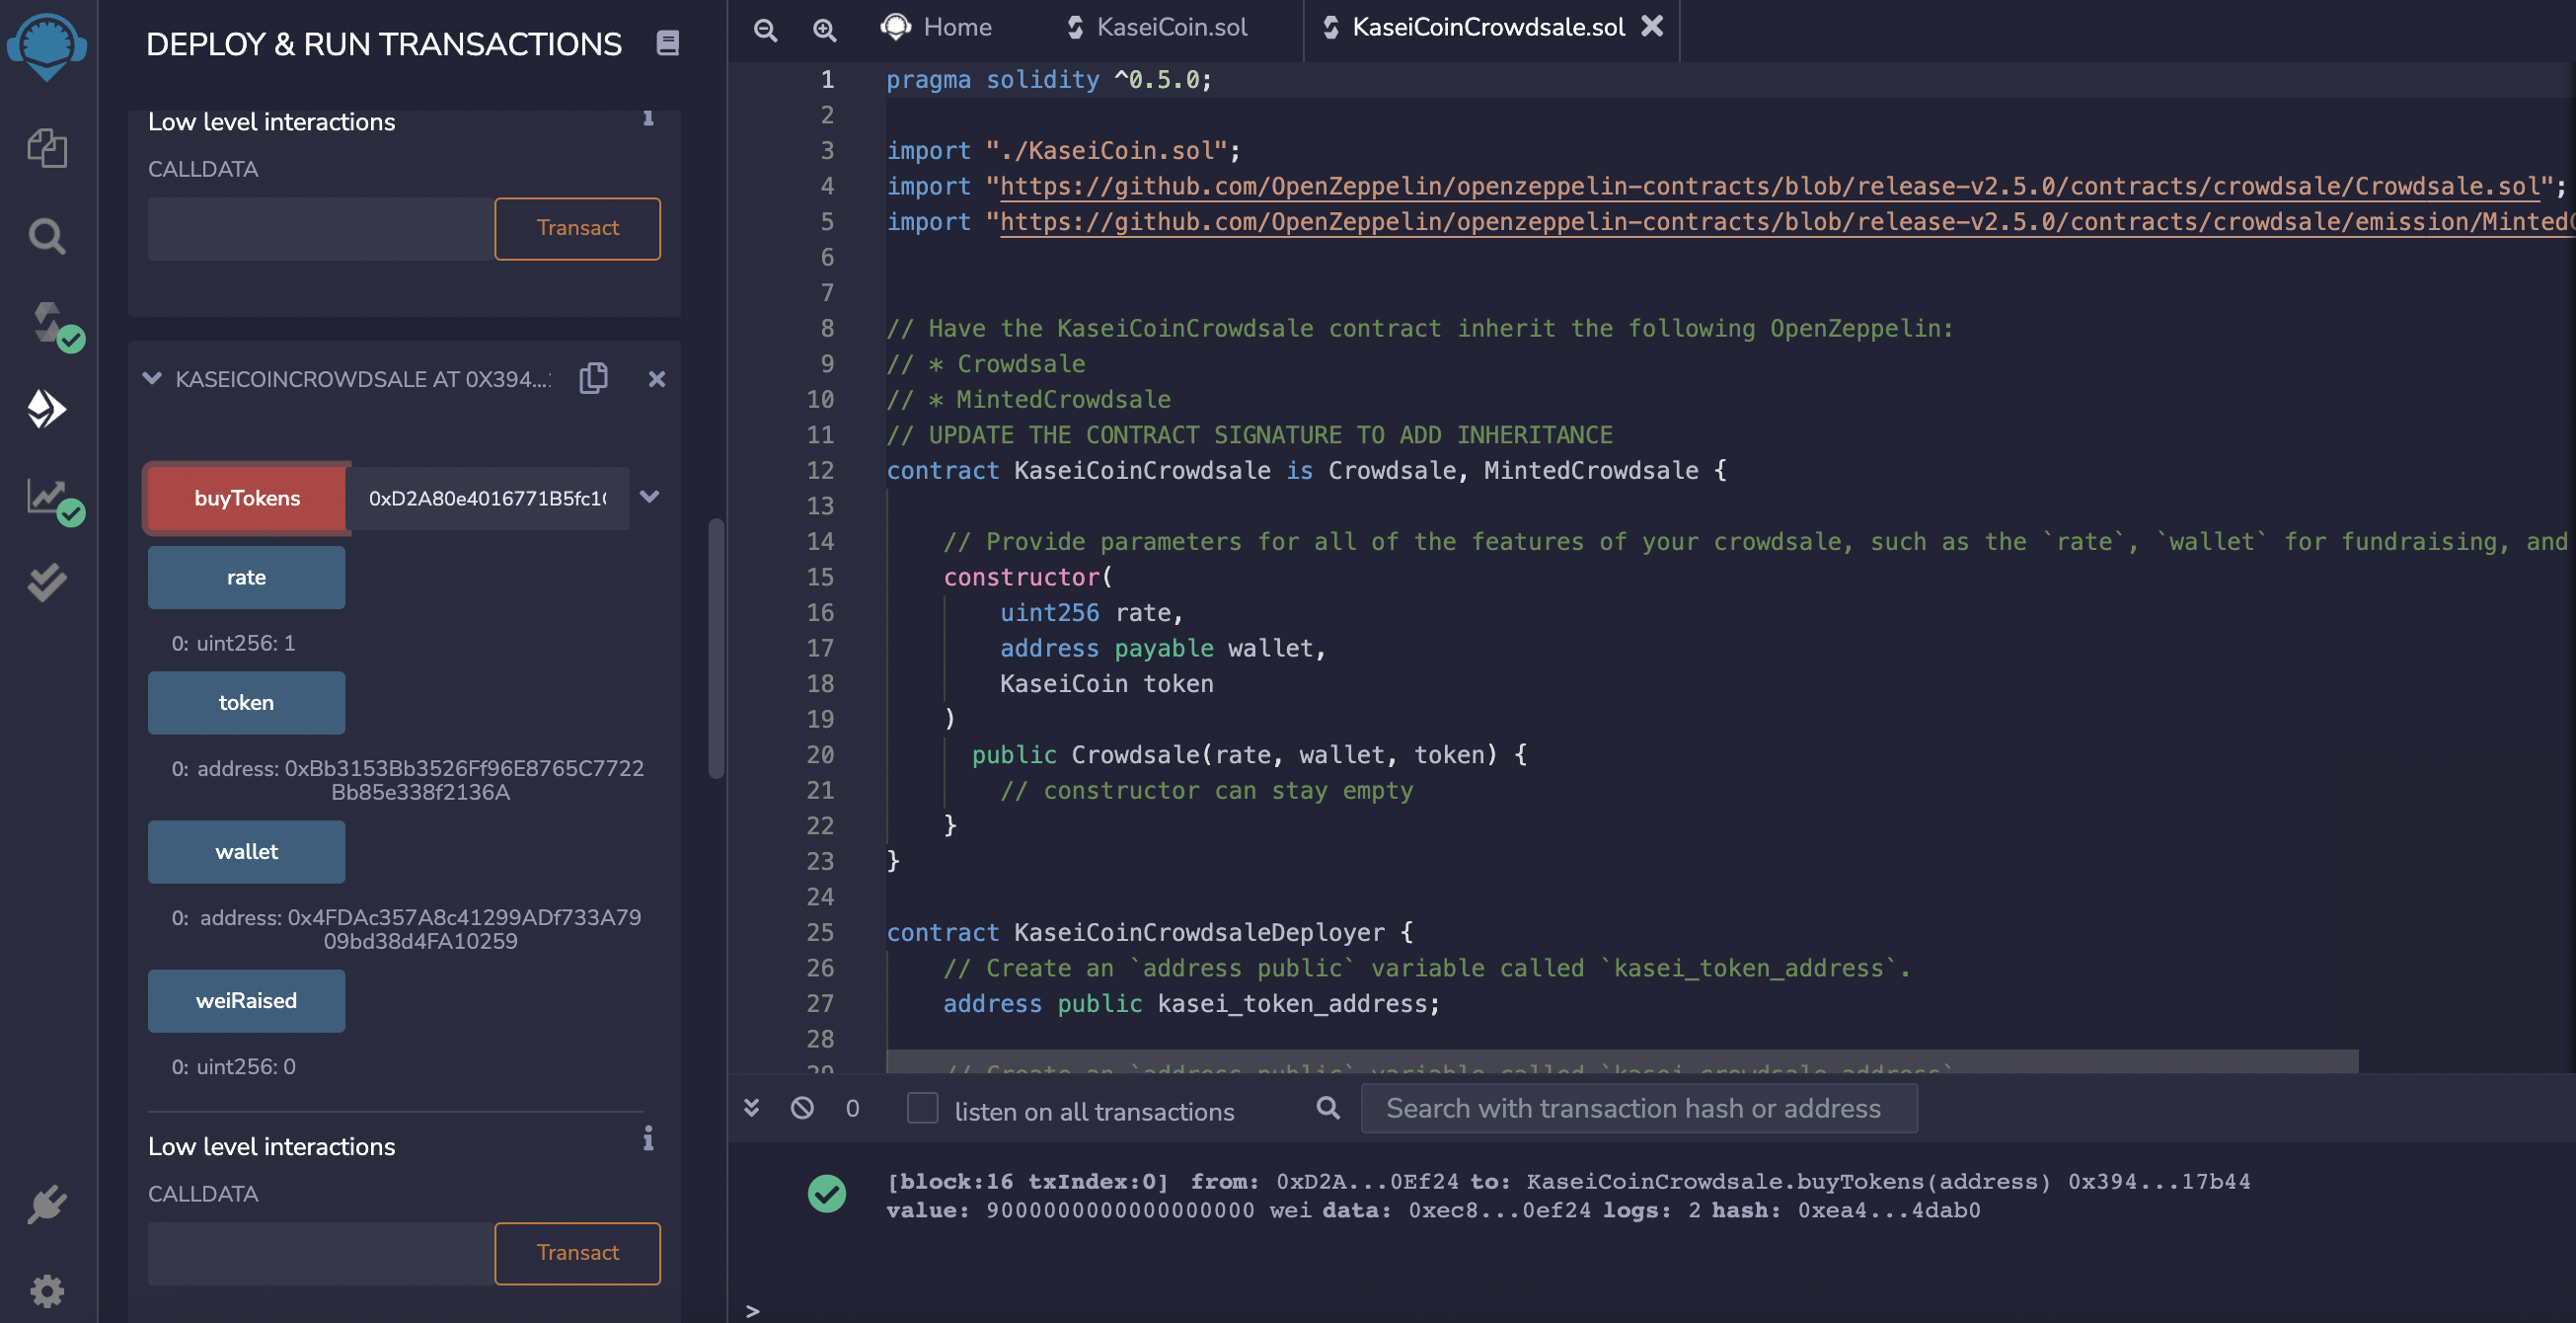 DEPLOY & RUN TRANSACTIONS
Low level interactions
CALLDATA
Transact
KASEICOINCROWDSALE AT 0X394...
buyTokens 0xD2A80e4016771B5fc1
rate
0: uint256: 1
token
0: address: 0xBb3153Bb3526Ff96E8765C7722
Bb85e338f2136A
wallet
0: address: 0x4FDAc357A8c41299ADf733A79
09bd38d4FA10259
weiRaised
0: uint256: 0
Low level interactions
CALLDATA
Transact
Home KaseiCoin.sol KaseiCoinCrowdsale.sol
1 pragma solidity ^0.5.0;
2
3 import "./KaseiCoin.sol";
4 import "https://github.com/OpenZeppelin/openzeppelin-contracts/blob/release-v2.5.0/contracts/crowdsale/Crowdsale.sol";
5 import "https://github.com/OpenZeppelin/openzeppelin-contracts/blob/release-v2.5.0/contracts/crowdsale/emission/Minted
6
7
8 // Have the KaseiCoinCrowdsale contract inherit the following OpenZeppelin:
9 // * Crowdsale
10 // * MintedCrowdsale
11 // UPDATE THE CONTRACT SIGNATURE TO ADD INHERITANCE
12 contract KaseiCoinCrowdsale is Crowdsale, MintedCrowdsale {
13
14 // Provide parameters for all of the features of your crowdsale, such as the `rate`, `wallet` for fundraising, and
15 constructor(
16 uint256 rate,
17 address payable wallet,
18 KaseiCoin token
19 )
20 public Crowdsale(rate, wallet, token) {
21 // constructor can stay empty
22 }
23 }
24
25 contract KaseiCoinCrowdsaleDeployer {
26 // Create an `address public` variable called `kasei_token_address`.
27 address public kasei_token_address;
28
29 // Create an `address public` variable called `kasei_crowdsale_address`
0 listen on all transactions Search with transaction hash or address
[block:16 txIndex:0] from: 0xD2A...0Ef24 to: KaseiCoinCrowdsale.buyTokens(address) 0x394...17b44
value: 9000000000000000000 wei data: 0xec8...0ef24 logs: 2 hash: 0xea4...4dab0
>